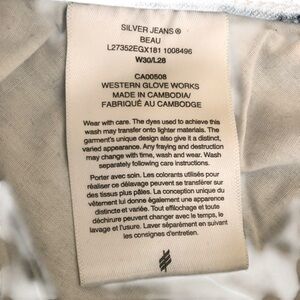 SILVER JEANS®
BEAU
L27352EGX181 1008496
W30/L28
CA00508
WESTERN GLOVE WORKS
MADE IN CAMBODIA/
FABRIQUÉ AU CAMBODGE
Wear with care. The dyes used to achieve this
wash may transfer onto lighter materials. The
garment's unique design also give it a distinct,
varied appearance. Any fraying and destruction
may change with time, wash and wear. Wash
separately following care instructions.
Porter avec soin. Les colorants utilisés pour
réaliser ce délavage peuvent se transférer sur
des tissus plus pâles. La conception unique du
vêtement lui donne également une apparence
distincte et variée. Tout effilochage et toute
déchirure peuvent changer avec le temps, le
lavage et l'usure. Laver séparément en suivant
les consignes d'entretien.